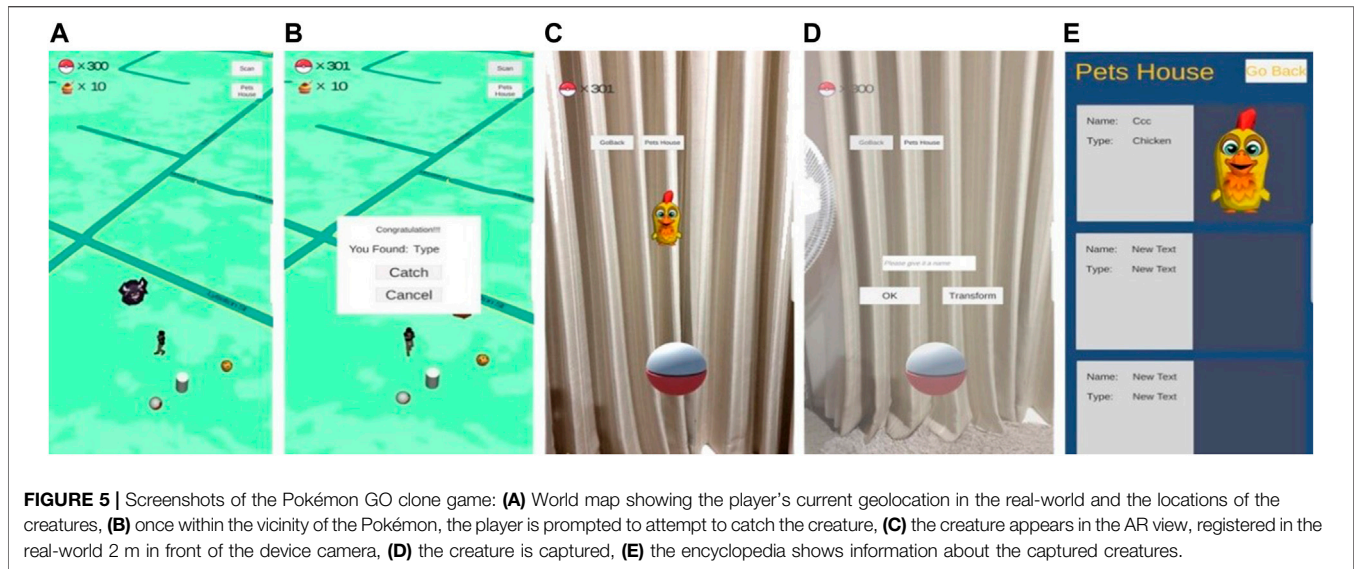 A
B
C
D
E
×300
Scan
× 10
Pets
House
×301
Scan
× 10
Pets
House
Congratulation!!!
You Found: Type
Catch
Cancel
×301
GoBack
Pets House
× 300
GoBack
Pets House
Please give it a name
OK
Transform
Pets House
Go Back
Name: Ccc
Type: Chicken
Name: New Text
Type: New Text
Name: New Text
Type: New Text
FIGURE 5 | Screenshots of the Pokémon GO clone game: (A) World map showing the player's current geolocation in the real-world and the locations of the
creatures, (B) once within the vicinity of the Pokémon, the player is prompted to attempt to catch the creature, (C) the creature appears in the AR view, registered in the
real-world 2 m in front of the device camera, (D) the creature is captured, (E) the encyclopedia shows information about the captured creatures.